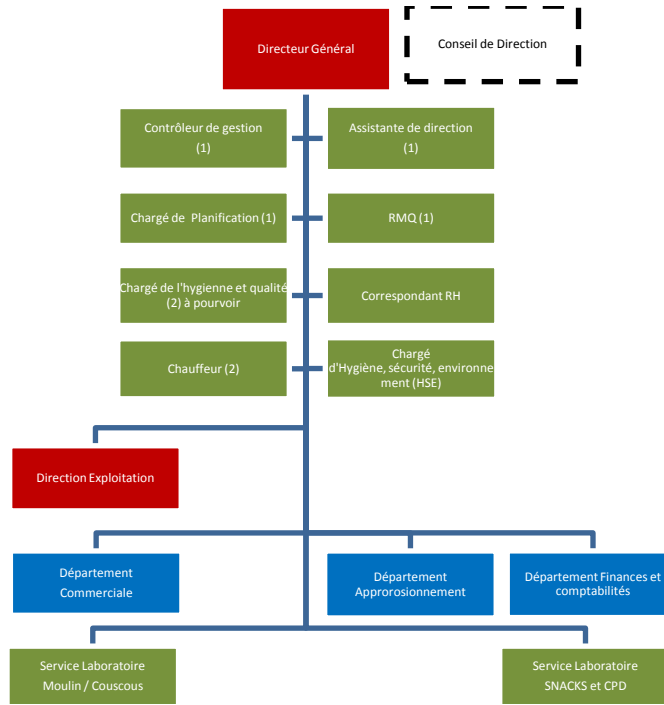 Directeur Général
Conseil de Direction
Contrôleur de gestion
(1)
Assistante de direction
(1)
Chargé de Planification (1)
RMQ (1)
Chargé de l'hygienne et qualité
(2) à pourvoir
Correspondant RH
Chauffeur (2)
Chargé
d'Hygiène, sécurité, environne
ment (HSE)
Direction Exploitation
Département
Commerciale
Département
Approrosionnement
Département Finances et
comptabilités
Service Laboratoire
Moulin / Couscous
Service Laboratoire
SNACKS et CPD